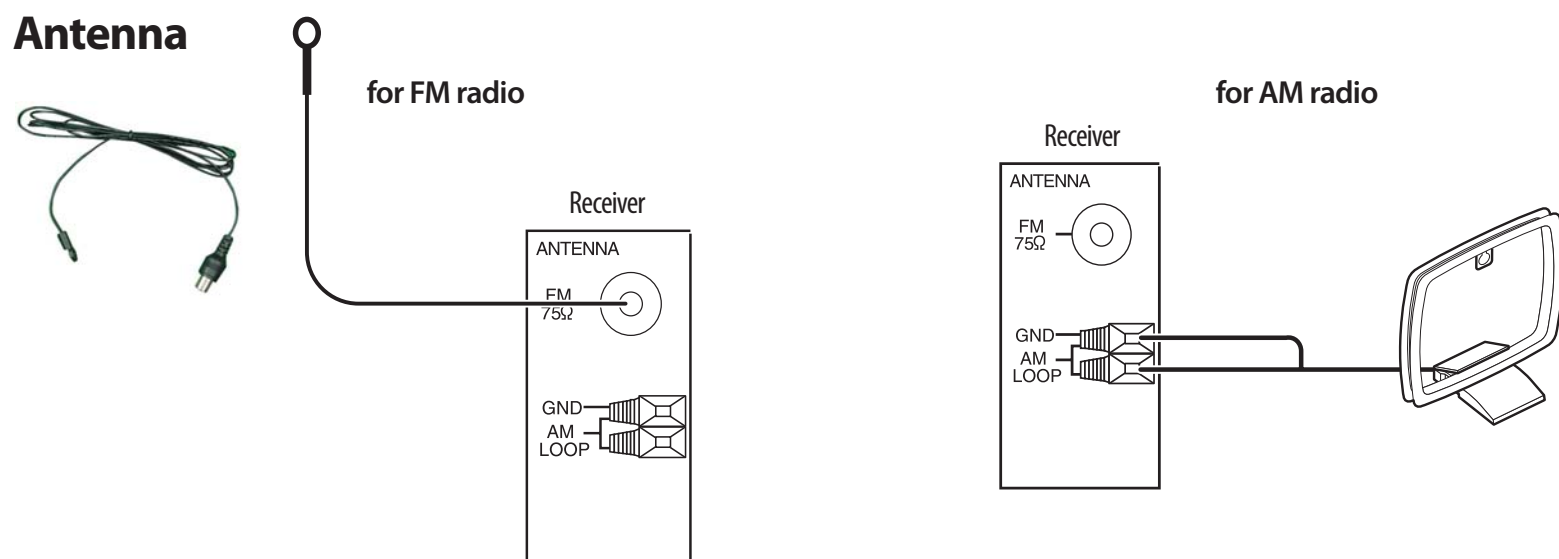 Antenna
for FM radio
Receiver
ANTENNA
FM
75Ω
GND
AM
LOOP
for AM radio
Receiver
ANTENNA
FM
75Ω
GND
AM
LOOP